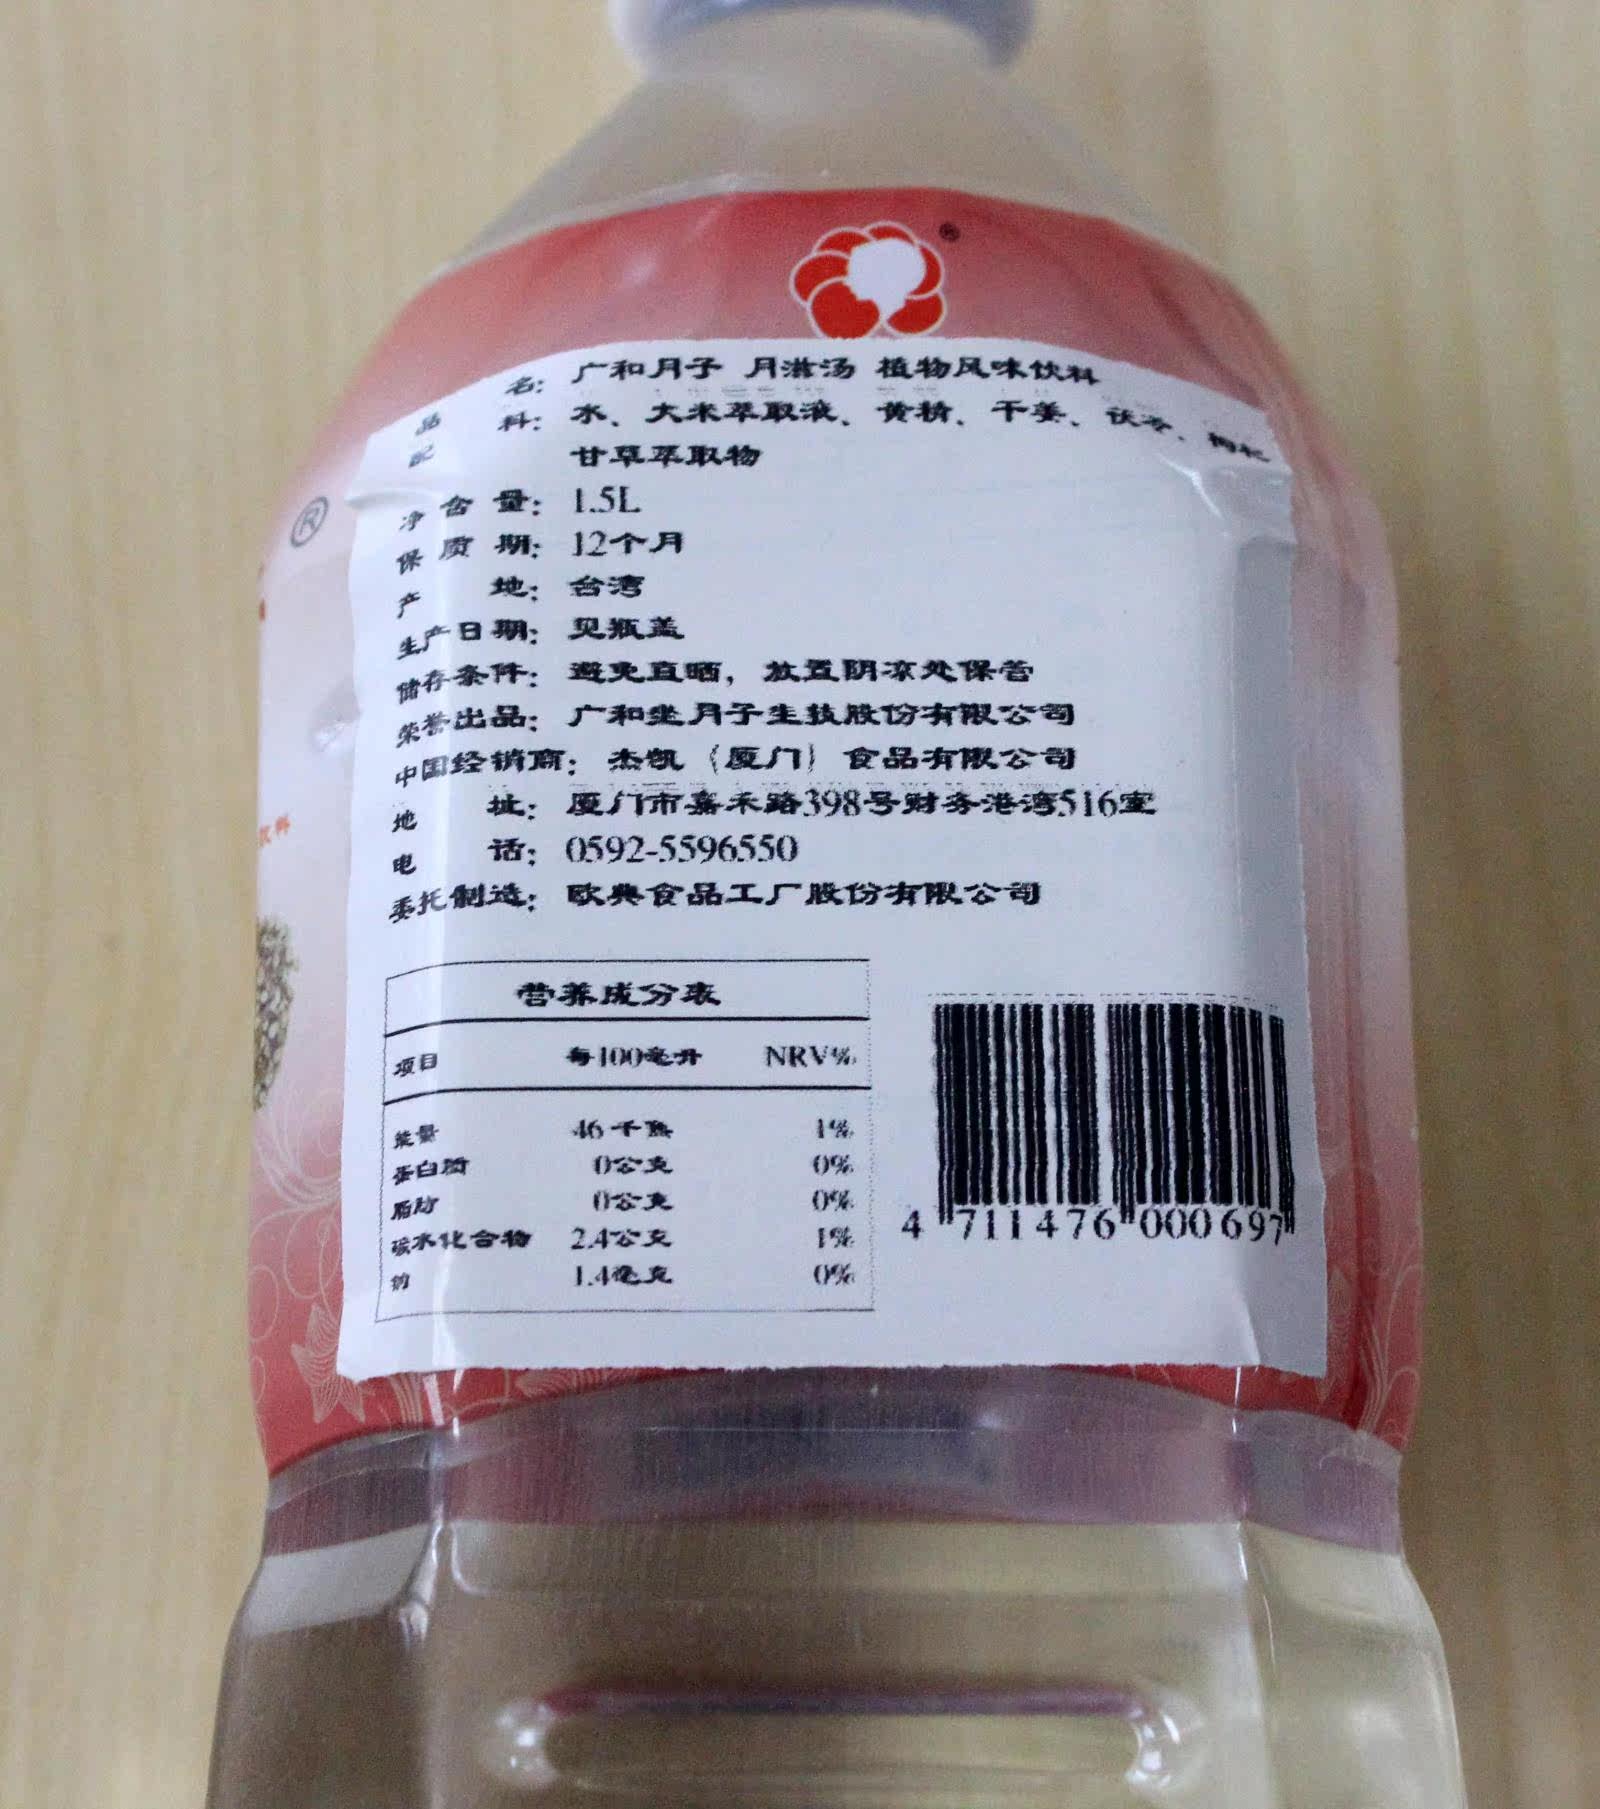 ®
®
品名：广和月子 月滋汤 植物风味饮料
配料：水、大米萃取液、黄精、干姜、茯苓、枸杞
甘草萃取物
净含量：1.5L
保质期：12个月
产地：台湾
生产日期：见瓶盖
储存条件：避免直晒，放置阴凉处保管
荣誉出品：广和坐月子生技股份有限公司
中国经销商：杰凯（厦门）食品有限公司
地址：厦门市嘉禾路398号财务港湾516室
电话：0592-5596550
委托制造：欧典食品工厂股份有限公司
营养成分表
项目 每100毫升 NRV%
能量 46千焦 1%
蛋白质 0公克 0%
脂肪 0公克 0%
碳水化合物 2.4公克 1%
钠 1.4毫克 0%
4 711476 000697
饮料